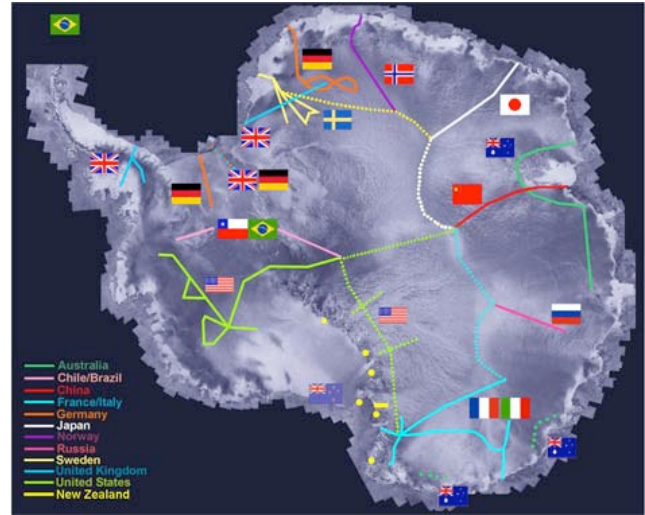 Australia
Chile/Brazil
China
France/Italy
Germany
Japan
Norway
Russia
Sweden
United Kingdom
United States
New Zealand